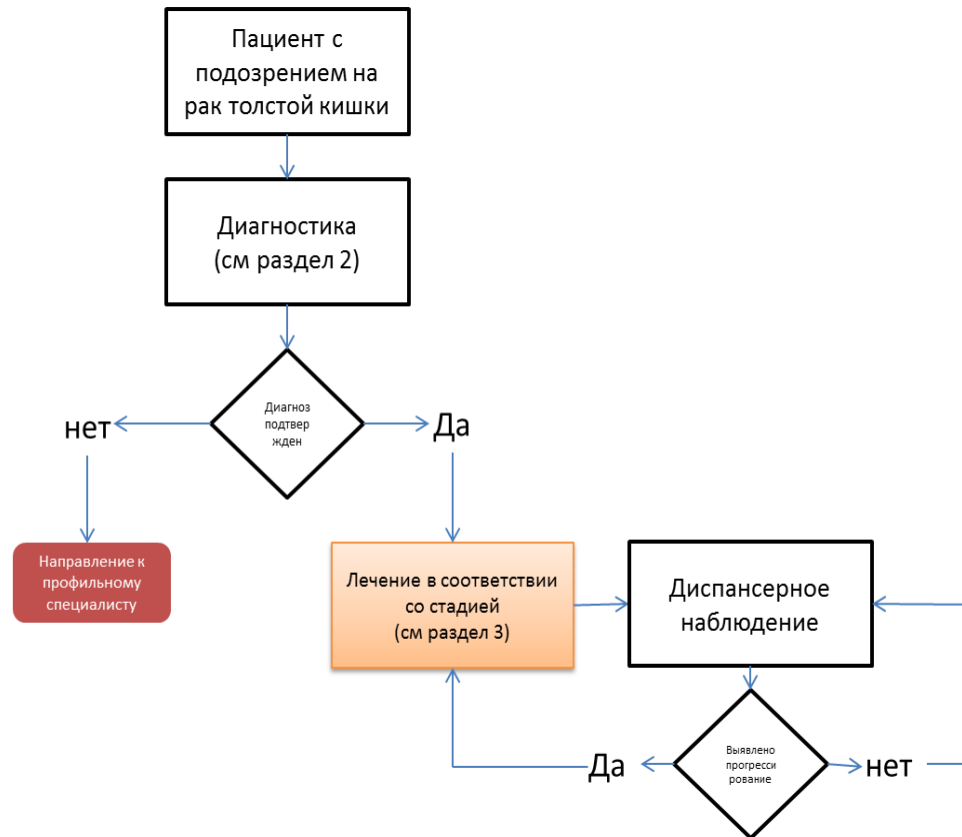 Пациент с
подозрением на
рак толстой кишки
Диагностика
(см раздел 2)
Диагноз
подтвер
жден
нет
Да
Направление к
профильному
специалисту
Лечение в соответствии
со стадией
(см раздел 3)
Диспансерное
наблюдение
Выявлено
прогресси
рование
Да
нет